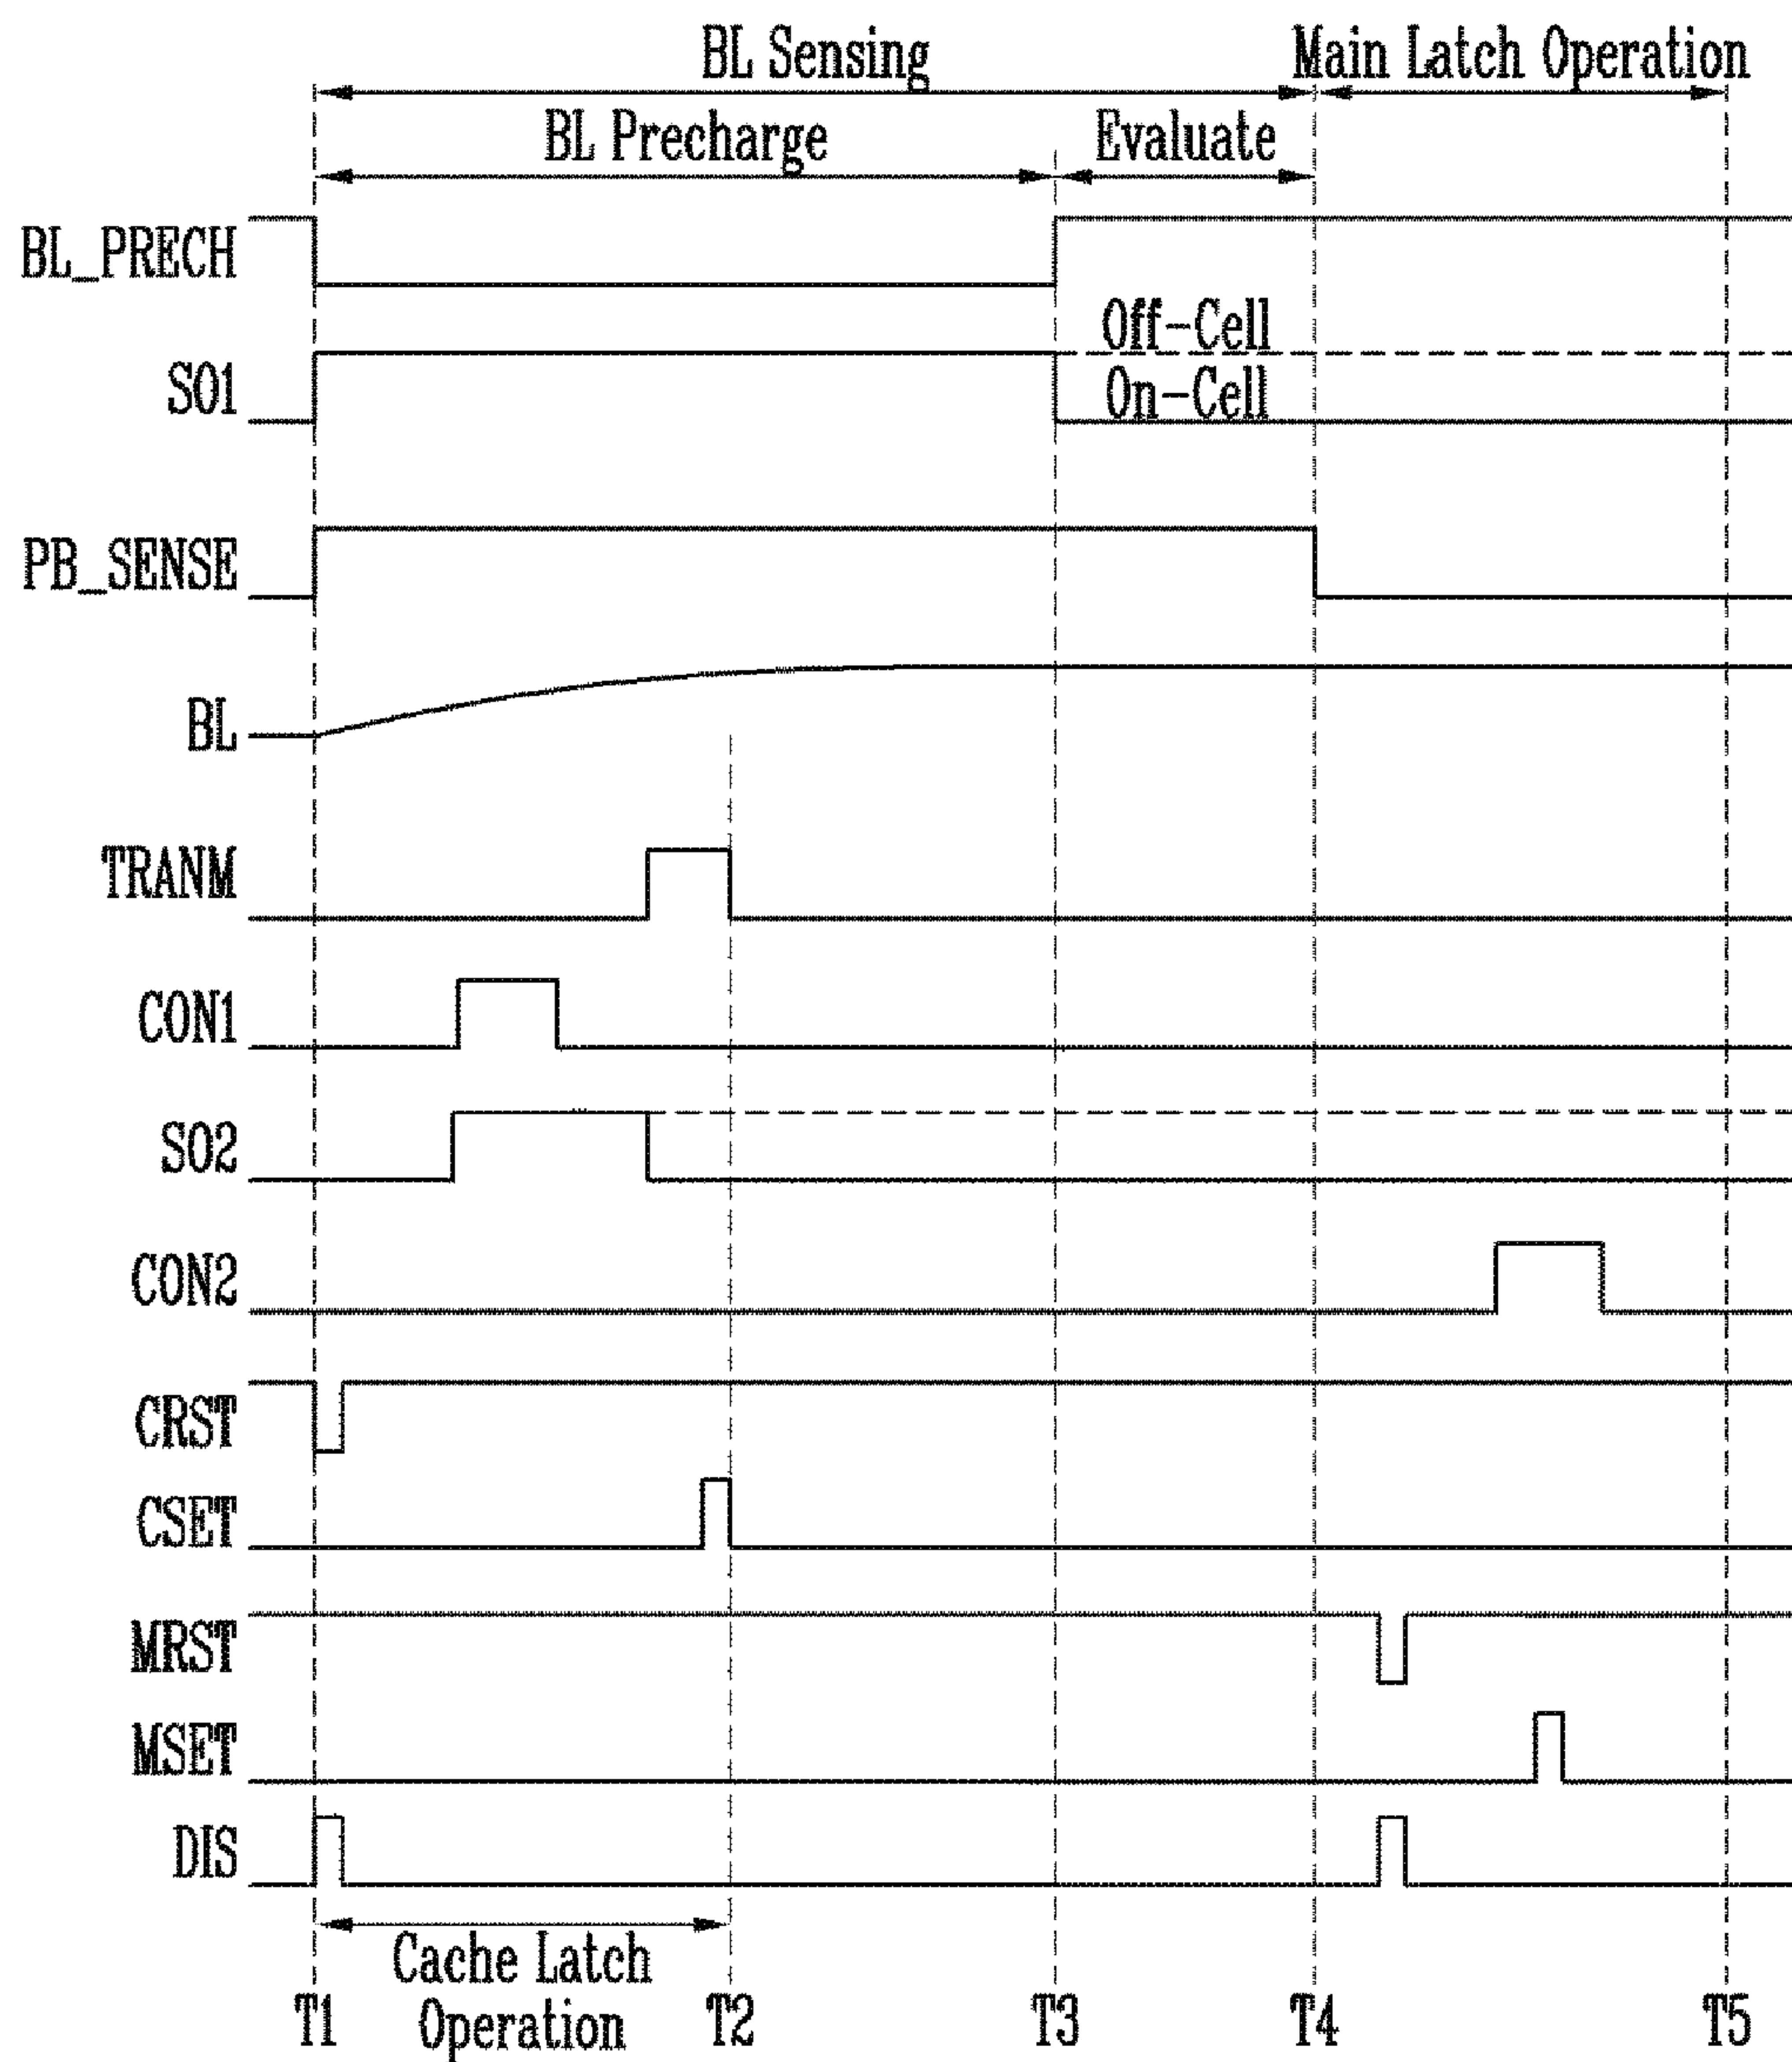 BL Sensing Main Latch Operation
BL Precharge Evaluate
BL_PRECH
Off-Cell
SO1
On-Cell
PB_SENSE
BL
TRANM
CON1
SO2
CON2
CRST
CSET
MRST
MSET
DIS
Cache Latch
Operation
T1 T2 T3 T4 T5